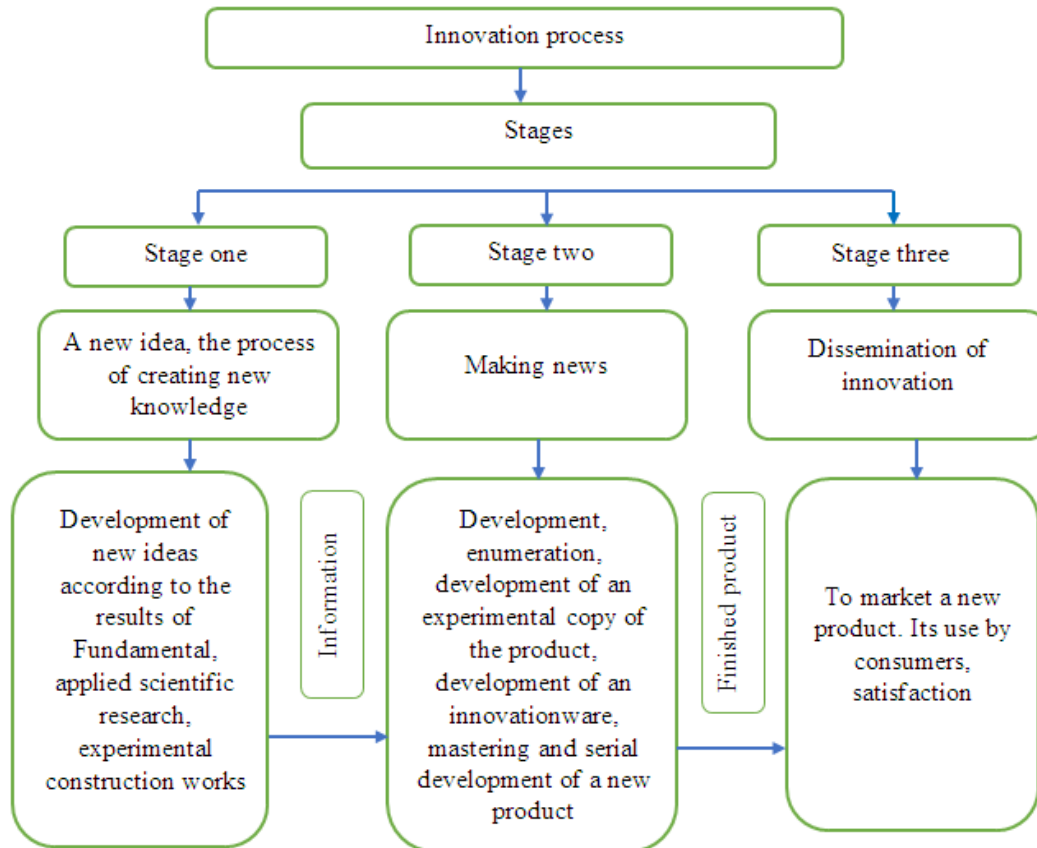 Innovation process
Stages
Stage one
Stage two
Stage three
A new idea, the process
of creating new
knowledge
Making news
Dissemination of
innovation
Development of
new ideas
according to the
results of
Fundamental,
applied scientific
research,
experimental
construction works
Information
Development,
enumeration,
development of an
experimental copy of
the product,
development of an
innovationware,
mastering and serial
development of a new
product
Finished product
To market a new
product. Its use by
consumers,
satisfaction